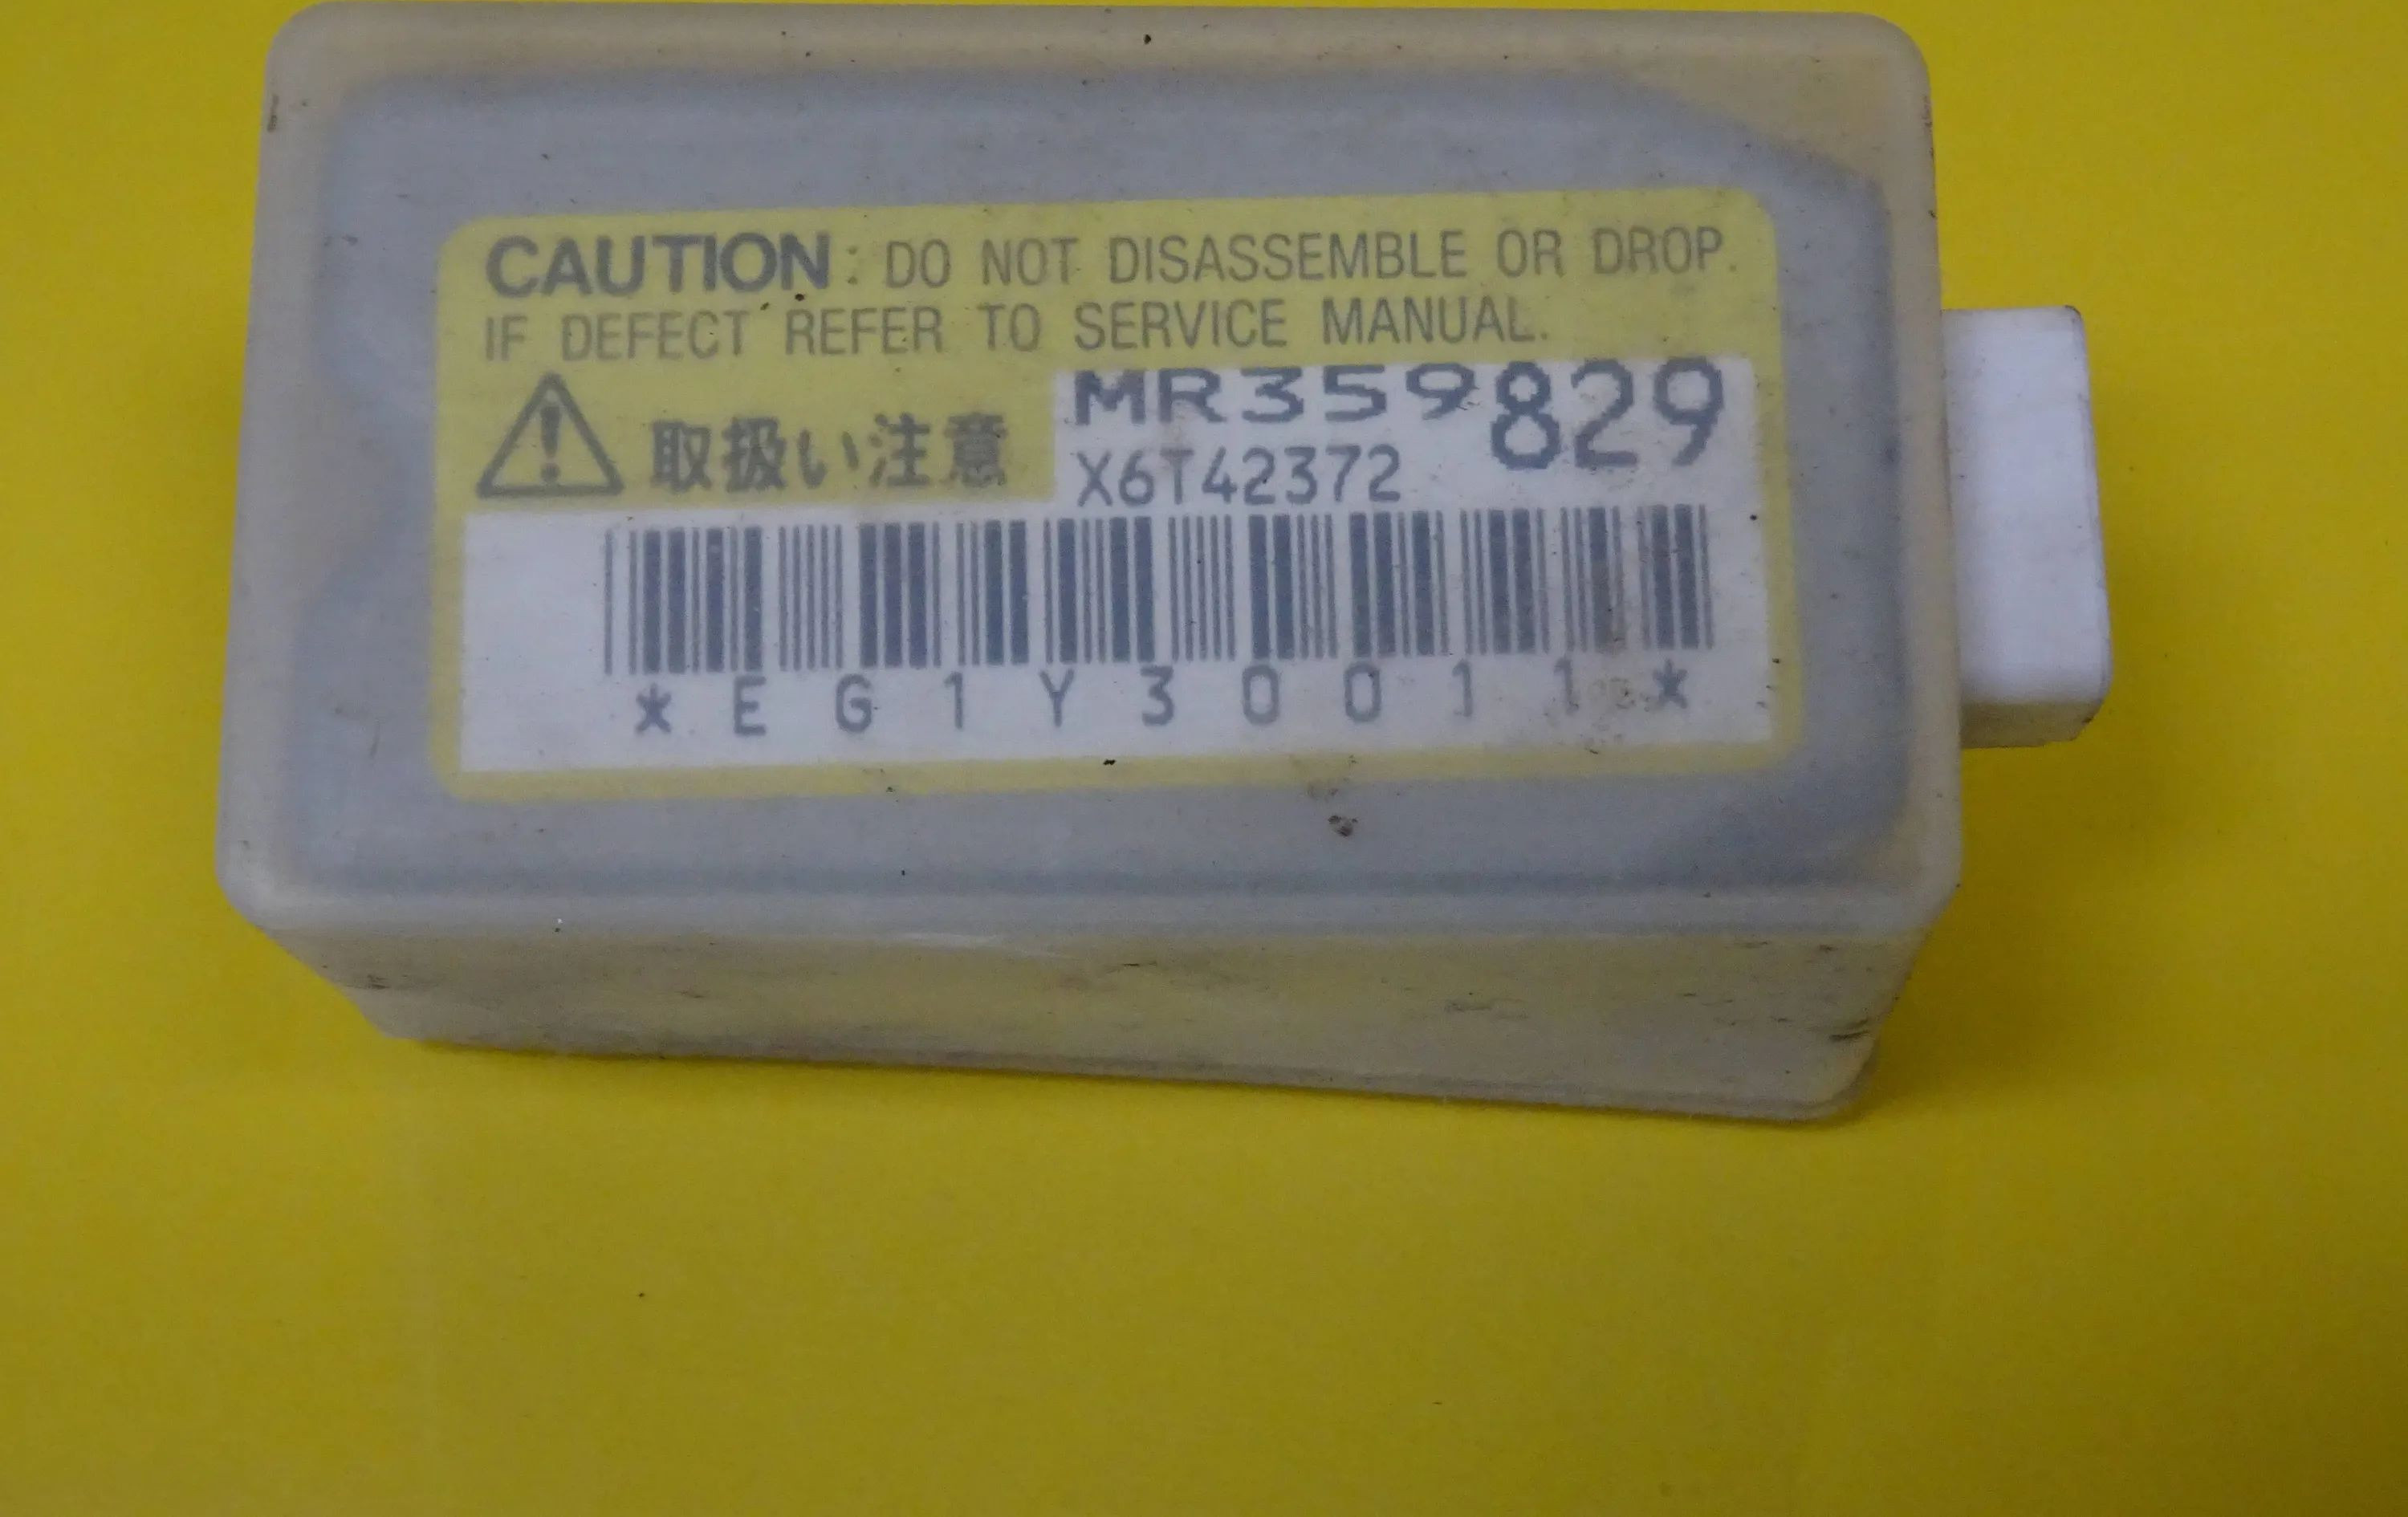 CAUTION: DO NOT DISASSEMBLE OR DROP.
IF DEFECT REFER TO SERVICE MANUAL.
取扱い注意
MR359829
X6T42372
*EG1Y30011*